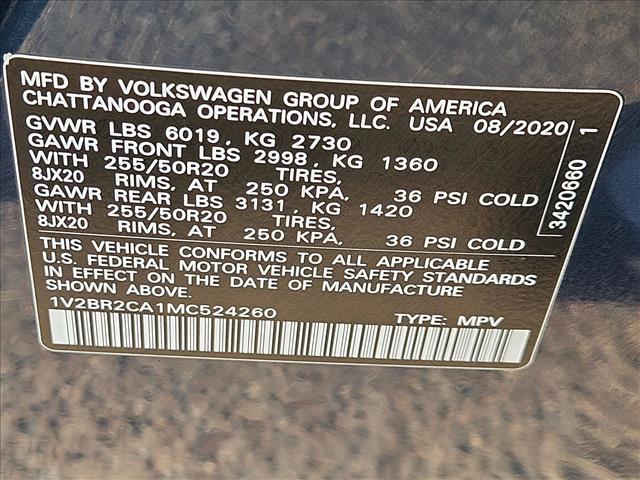 MFD BY VOLKSWAGEN GROUP OF AMERICA
CHATTANOOGA OPERATIONS, LLC. USA 08/2020
GVWR LBS 6019, KG 2730
GAWR FRONT LBS 2998, KG 1360
WITH 255/50R20 TIRES,
8JX20 RIMS, AT 250 KPA, 36 PSI COLD
GAWR REAR LBS 3131, KG 1420
WITH 255/50R20 TIRES,
8JX20 RIMS, AT 250 KPA, 36 PSI COLD
THIS VEHICLE CONFORMS TO ALL APPLICABLE
U.S. FEDERAL MOTOR VEHICLE SAFETY STANDARDS
IN EFFECT ON THE DATE OF MANUFACTURE
SHOWN ABOVE.
1V2BR2CA1MC524260 TYPE: MPV
3420660 1